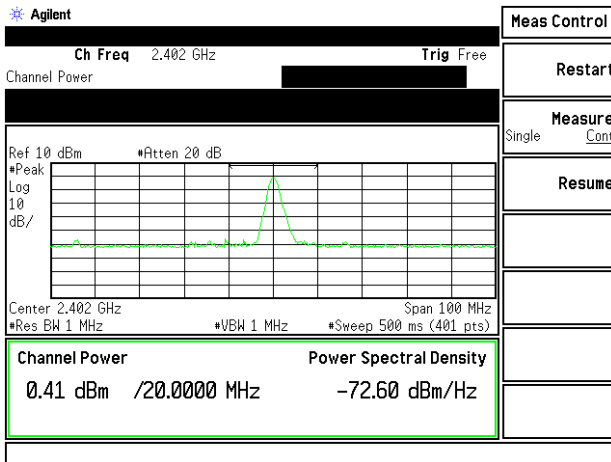 Agilent
Meas Control
Ch Freq 2.402 GHz Trig Free
Channel Power
Restart
Measure
Single Cont
Resume
Ref 10 dBm #Atten 20 dB
#Peak
Log
10
dB/
Center 2.402 GHz Span 100 MHz
#Res BW 1 MHz #VBW 1 MHz #Sweep 500 ms (401 pts)
Channel Power Power Spectral Density
0.41 dBm /20.0000 MHz -72.60 dBm/Hz